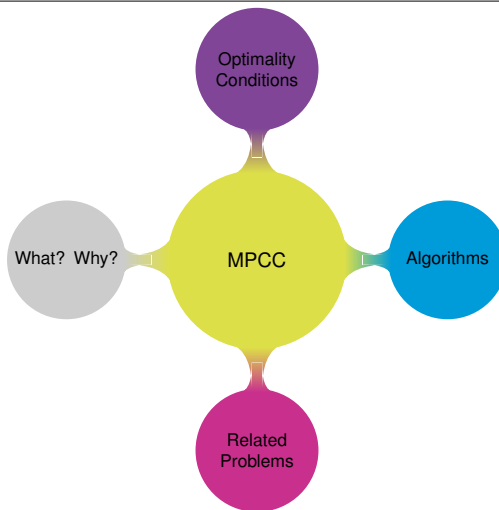 Optimality
Conditions
What? Why?
MPCC
Algorithms
Related
Problems